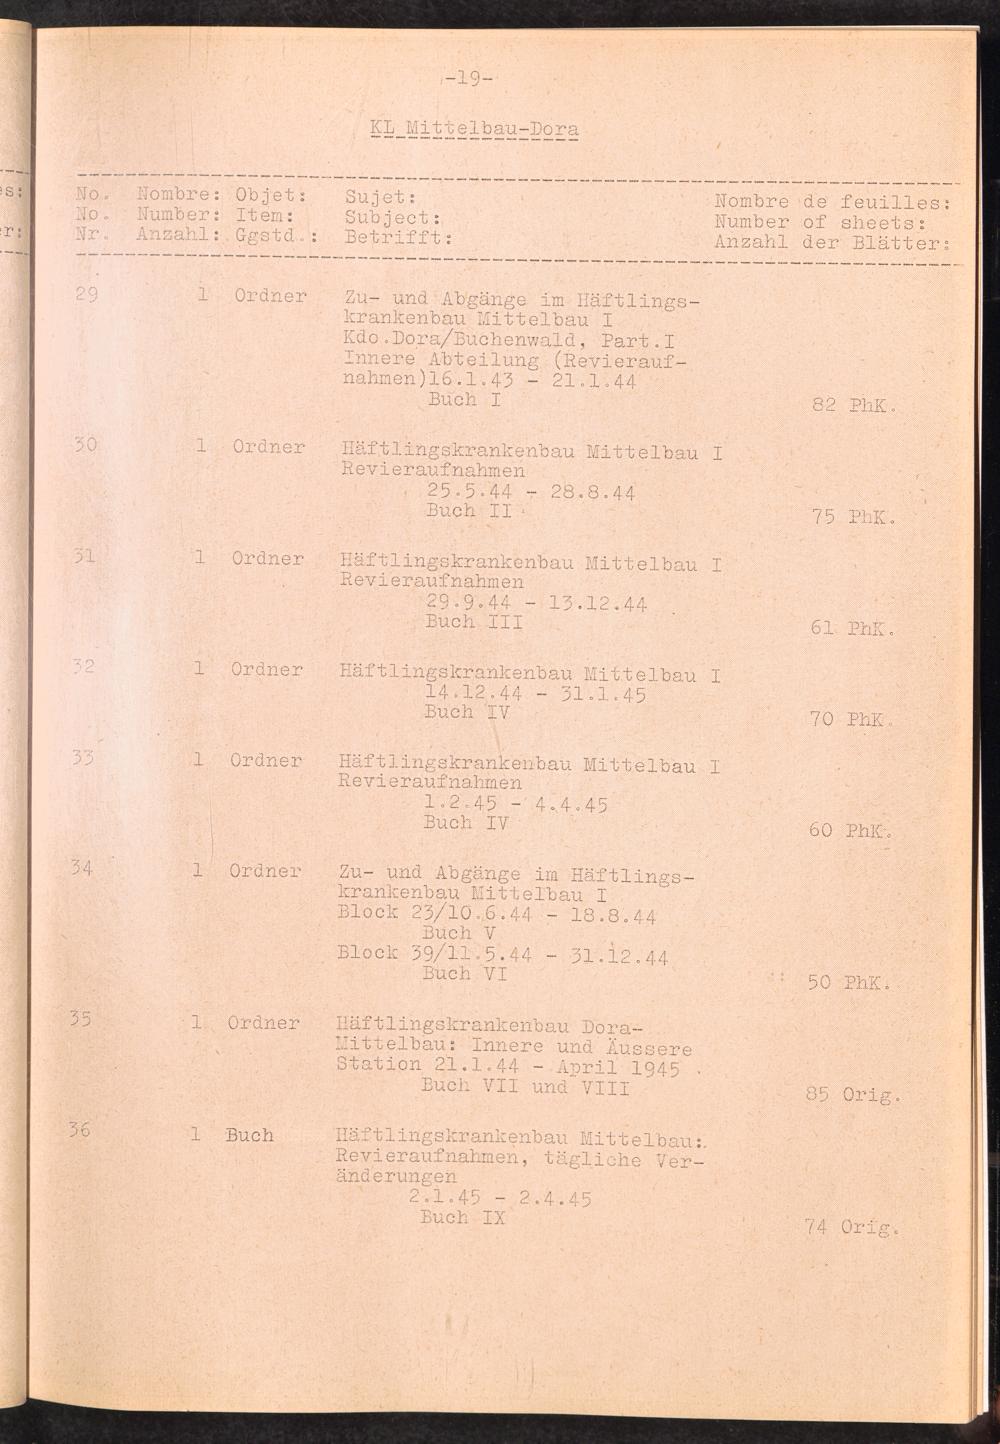 -19-
KL Mittelbau-Dora
No. Nombre: Objet: Sujet: Nombre de feuilles:
No. Number: Item: Subject: Number of sheets:
Nr. Anzahl: Ggstd.: Betrifft: Anzahl der Blätter:
29 1 Ordner Zu- und Abgänge im Häftlings-
krankenbau Mittelbau I
Kdo.Dora/Buchenwald, Part.I
Innere Abteilung (Revierauf-
nahmen)16.1.43 - 21.1.44
Buch I 82 PhK.
30 1 Ordner Häftlingskrankenbau Mittelbau I
Revieraufnahmen
25.5.44 - 28.8.44
Buch II 75 PhK.
31 1 Ordner Häftlingskrankenbau Mittelbau I
Revieraufnahmen
29.9.44 - 13.12.44
Buch III 61 PhK.
32 1 Ordner Häftlingskrankenbau Mittelbau I
14.12.44 - 31.1.45
Buch IV 70 PhK.
33 1 Ordner Häftlingskrankenbau Mittelbau I
Revieraufnahmen
1.2.45 - 4.4.45
Buch IV 60 PhK.
34 1 Ordner Zu- und Abgänge im Häftlings-
krankenbau Mittelbau I
Block 23/10.6.44 - 18.8.44
Buch V
Block 39/11.5.44 - 31.12.44
Buch VI 50 PhK.
35 1 Ordner Häftlingskrankenbau Dora-
Mittelbau: Innere und Äussere
Station 21.1.44 - April 1945
Buch VII und VIII 85 Orig.
36 1 Buch Häftlingskrankenbau Mittelbau:
Revieraufnahmen, tägliche Ver-
änderungen
2.1.45 - 2.4.45
Buch IX 74 Orig.